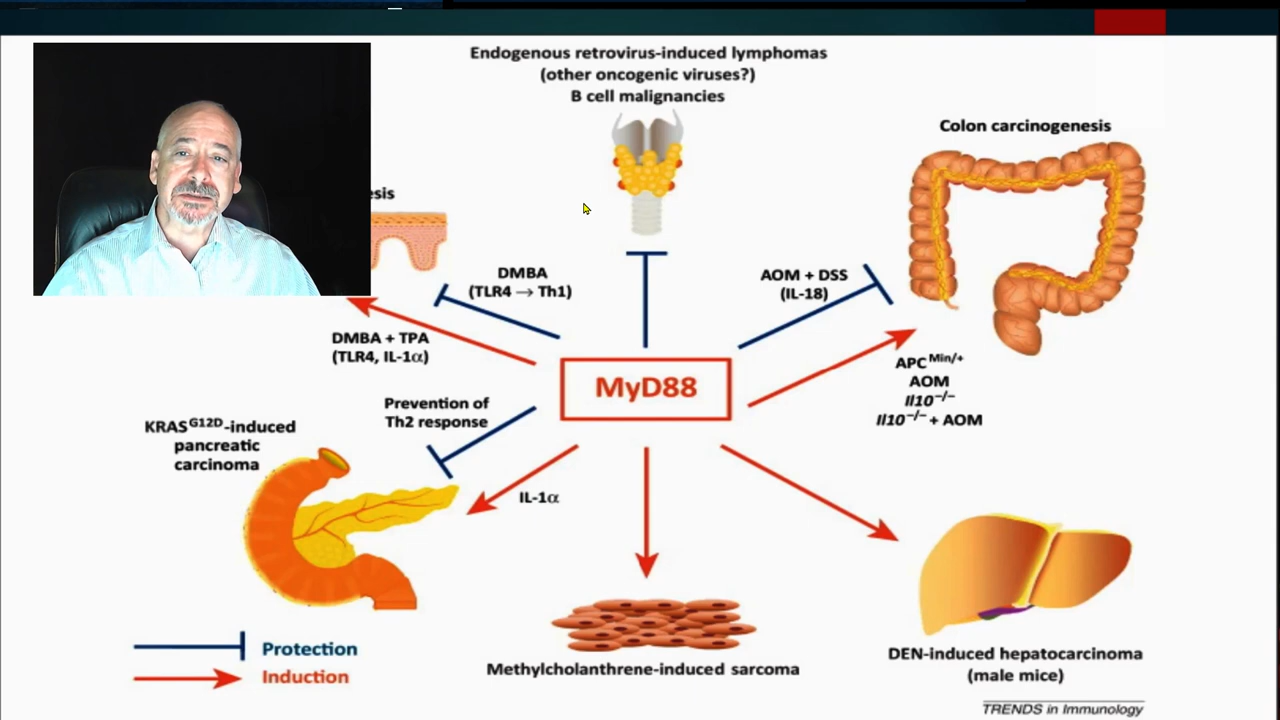 Endogenous retrovirus-induced lymphomas
(other oncogenic viruses?)
B cell malignancies
Colon carcinogenesis
esis
DMBA
(TLR4 → Th1)
AOM + DSS
(IL-18)
DMBA + TPA
(TLR4, IL-1α)
MyD88
APC Min/+
AOM
Il10−/−
Il10−/− + AOM
Prevention of
Th2 response
KRASG12D-induced
pancreatic
carcinoma
IL-1α
Methylcholanthrene-induced sarcoma
DEN-induced hepatocarcinoma
(male mice)
Protection
Induction
TRENDS in Immunology